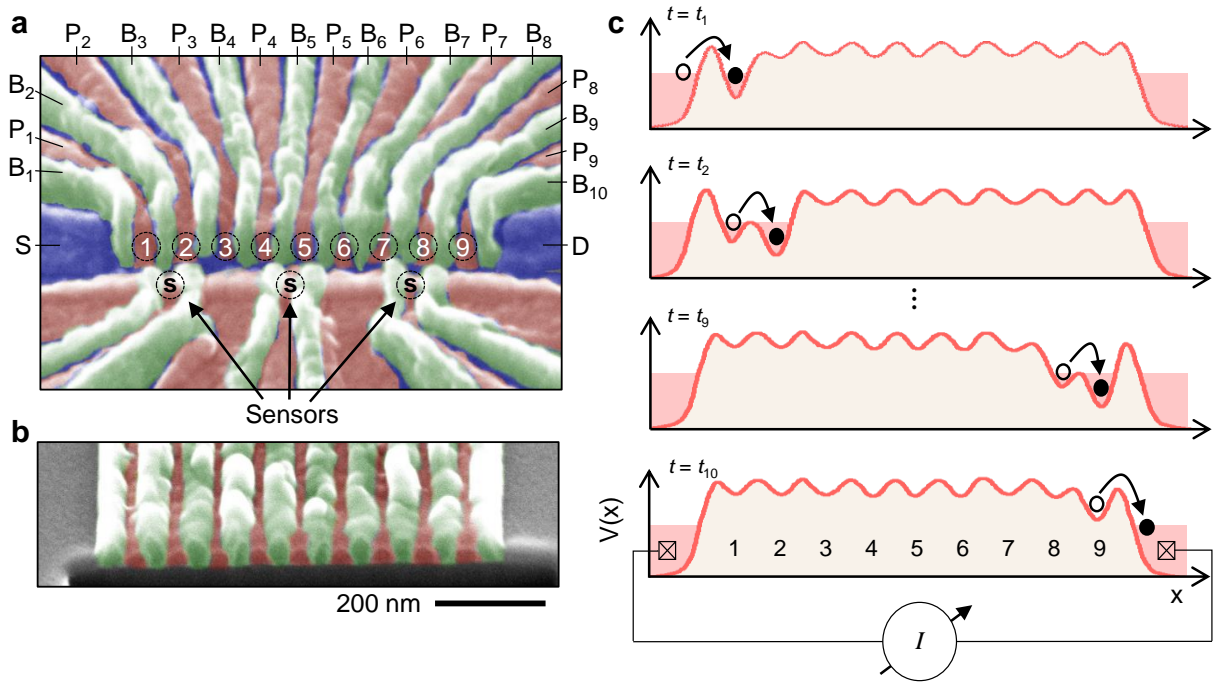 a
P2 B3 P3 B4 P4 B5 P5 B6 P6 B7 P7 B8
B2
P1
B1
S
P8
B9
P9
B10
D
1 2 3 4 5 6 7 8 9
s s s
Sensors
b
200 nm
c
t = t1
t = t2
⋮
t = t9
t = t10
V(x)
1 2 3 4 5 6 7 8 9
x
I